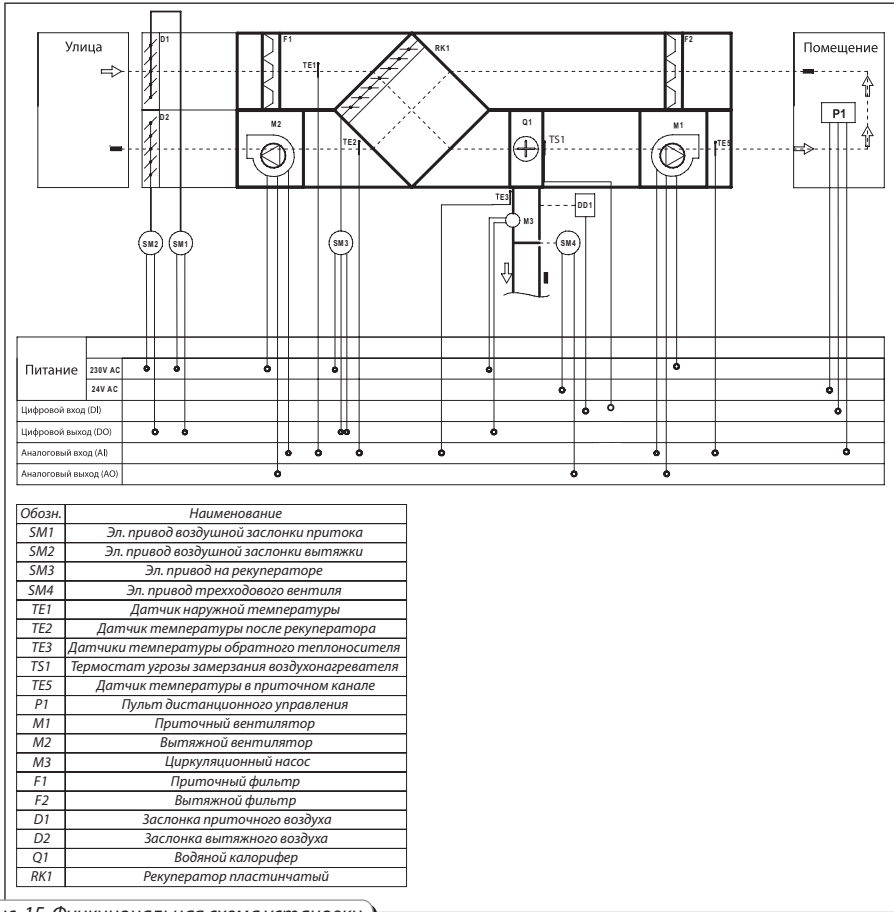 Улица
D1
F1
TE1
RK1
F2
Помещение
D2
M2
TE2
Q1
TS1
M1
TE5
P1
TE3
M3
DD1
SM2
SM1
SM3
SM4
Питание
230V AC
24V AC
Цифровой вход (DI)
Цифровой выход (DO)
Аналоговый вход (AI)
Аналоговый выход (AO)
Обозн. Наименование
SM1 Эл. привод воздушной заслонки притока
SM2 Эл. привод воздушной заслонки вытяжки
SM3 Эл. привод на рекуператоре
SM4 Эл. привод трехходового вентиля
TE1 Датчик наружной температуры
TE2 Датчик температуры после рекуператора
TE3 Датчики температуры обратного теплоносителя
TS1 Термостат угрозы замерзания воздухонагревателя
TE5 Датчик температуры в приточном канале
P1 Пульт дистанционного управления
M1 Приточный вентилятор
M2 Вытяжной вентилятор
M3 Циркуляционный насос
F1 Приточный фильтр
F2 Вытяжной фильтр
D1 Заслонка приточного воздуха
D2 Заслонка вытяжного воздуха
Q1 Водяной калорифер
RK1 Рекуператор пластинчатый
15. Функциональная схема установки